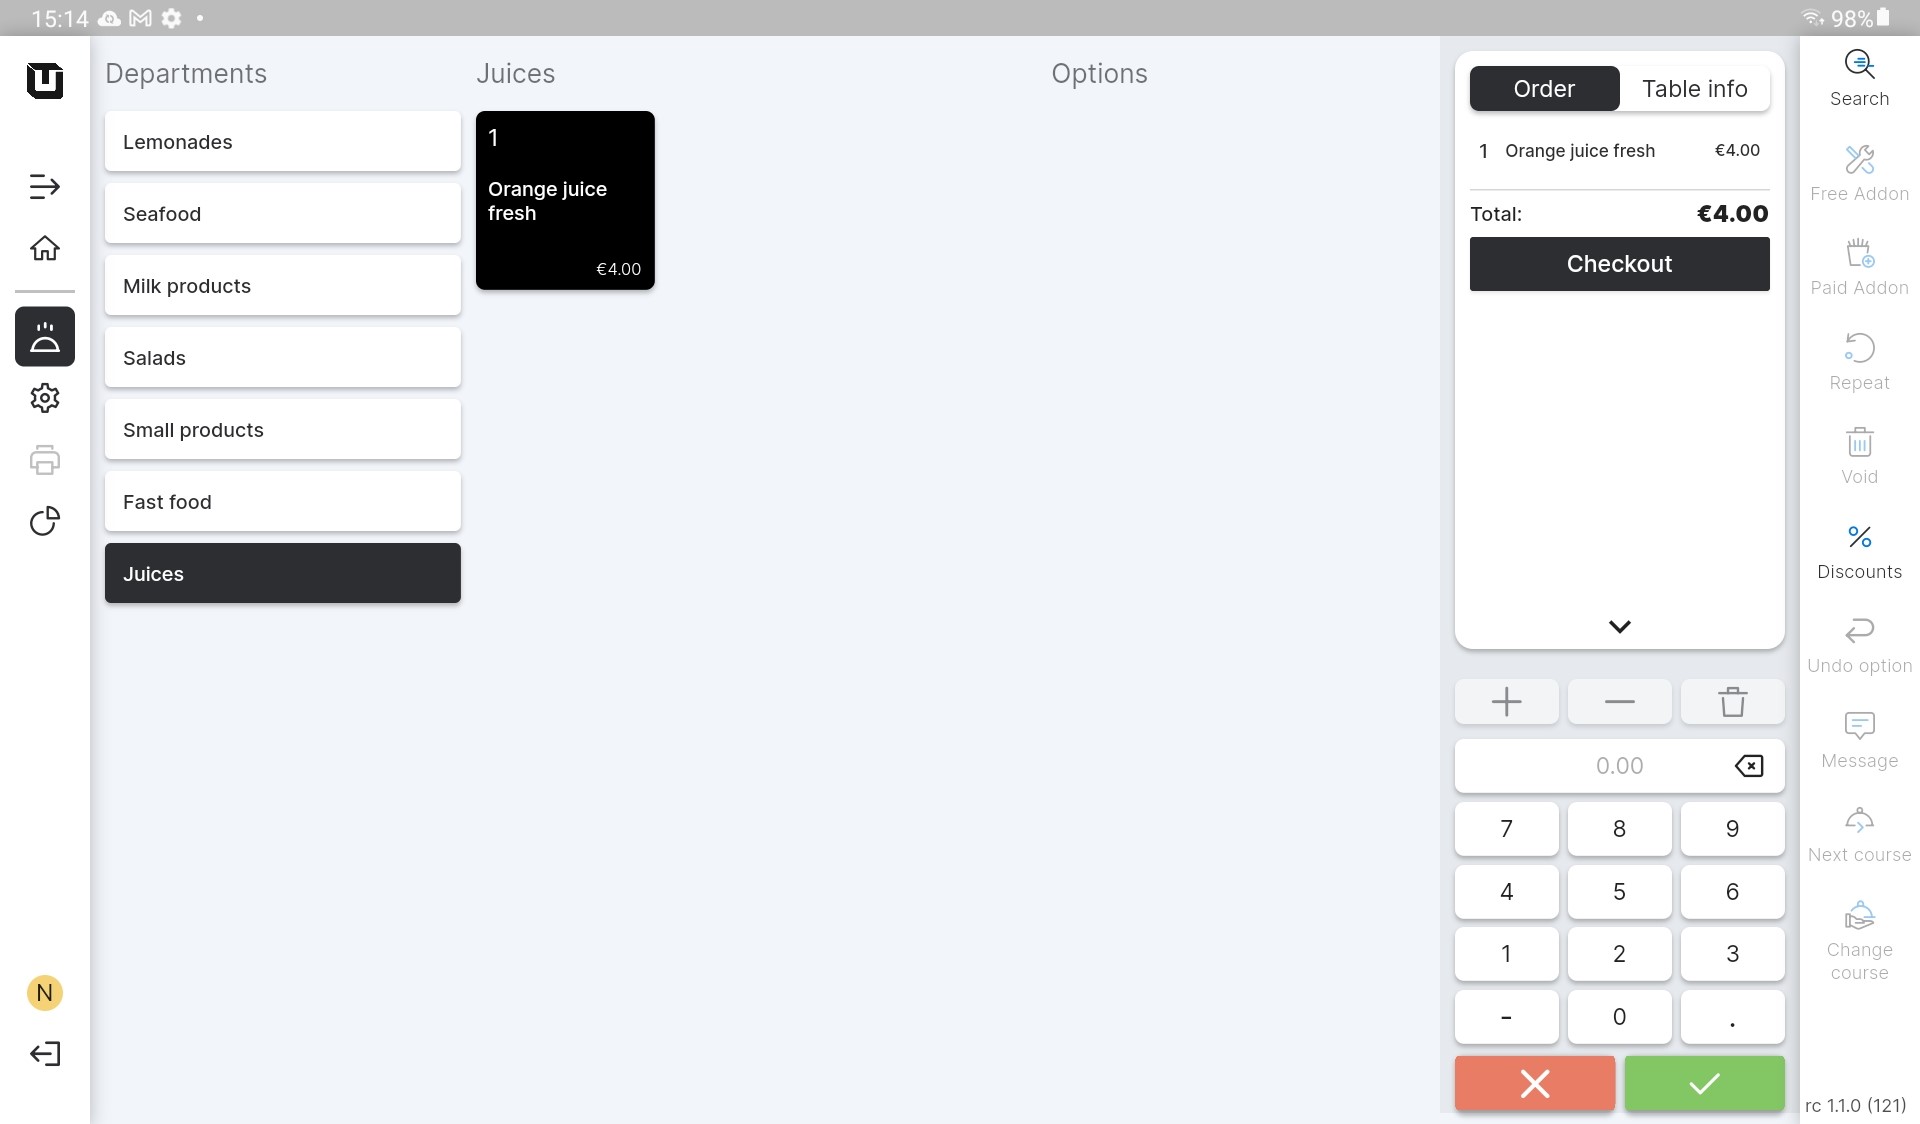 15:14
98%
Departments
Lemonades
Seafood
Milk products
Salads
Small products
Fast food
Juices
Juices
1
Orange juice
fresh
€4.00
Options
Order
Table info
1 Orange juice fresh €4.00
Total: €4.00
Checkout
0.00
7 8 9
4 5 6
1 2 3
- 0 .
Search
Free Addon
Paid Addon
Repeat
Void
Discounts
Undo option
Message
Next course
Change
course
rc 1.1.0 (121)
N